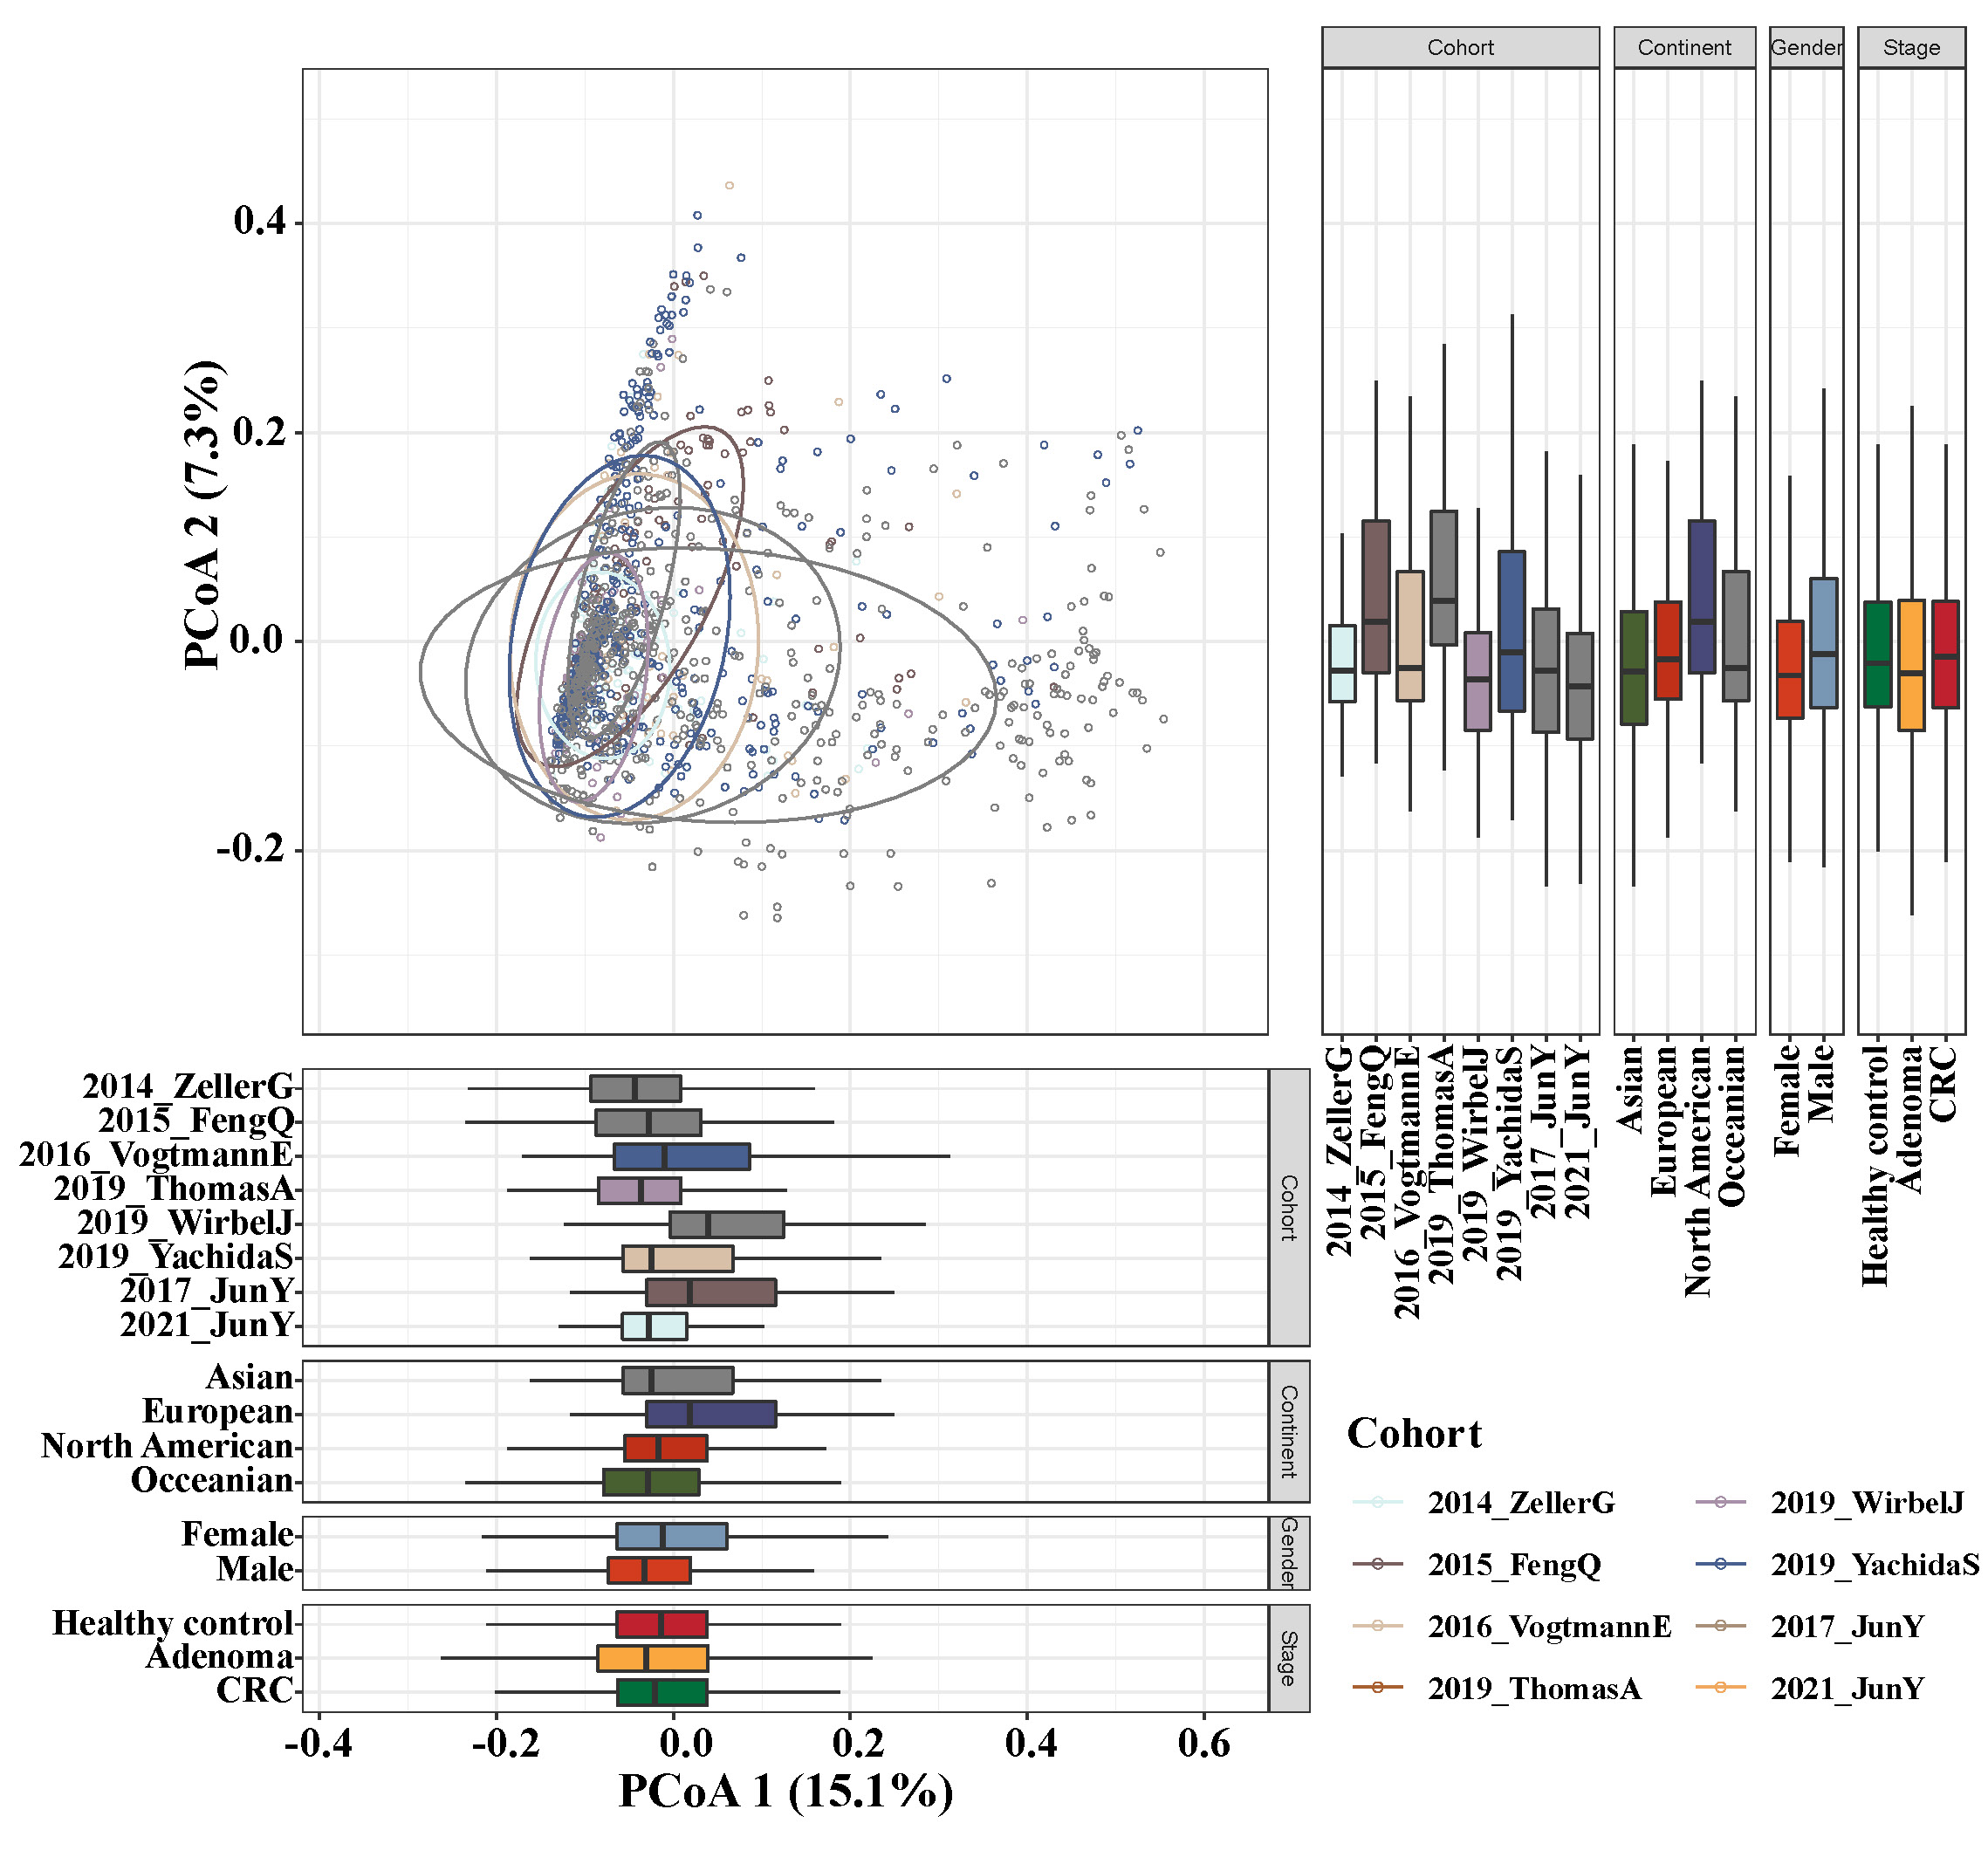 Cohort
Continent
Gender
Stage
PCoA 2 (7.3%)
0.4
0.2
0.0
-0.2
2014_ZellerG
2015_FengQ
2016_VogtmannE
2019_ThomasA
2019_WirbelJ
2019_YachidaS
2017_JunY
2021_JunY
Asian
European
North American
Occeanian
Female
Male
Healthy control
Adenoma
CRC
2014_ZellerG
2015_FengQ
2016_VogtmannE
2019_ThomasA
2019_WirbelJ
2019_YachidaS
2017_JunY
2021_JunY
Cohort
Asian
European
North American
Occeanian
Continent
Female
Male
Gender
Healthy control
Adenoma
CRC
Stage
-0.4
-0.2
0.0
0.2
0.4
0.6
PCoA 1 (15.1%)
Cohort
2014_ZellerG
2015_FengQ
2016_VogtmannE
2019_ThomasA
2019_WirbelJ
2019_YachidaS
2017_JunY
2021_JunY